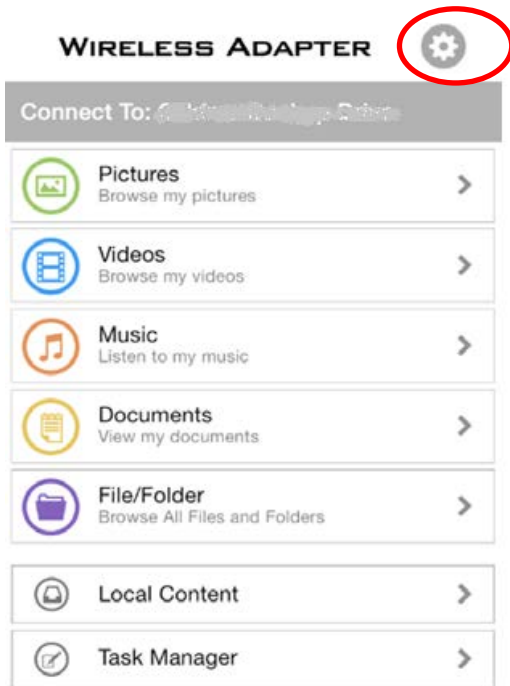 WIRELESS ADAPTER
Connect To:
Pictures
Browse my pictures
Videos
Browse my videos
Music
Listen to my music
Documents
View my documents
File/Folder
Browse All Files and Folders
Local Content
Task Manager